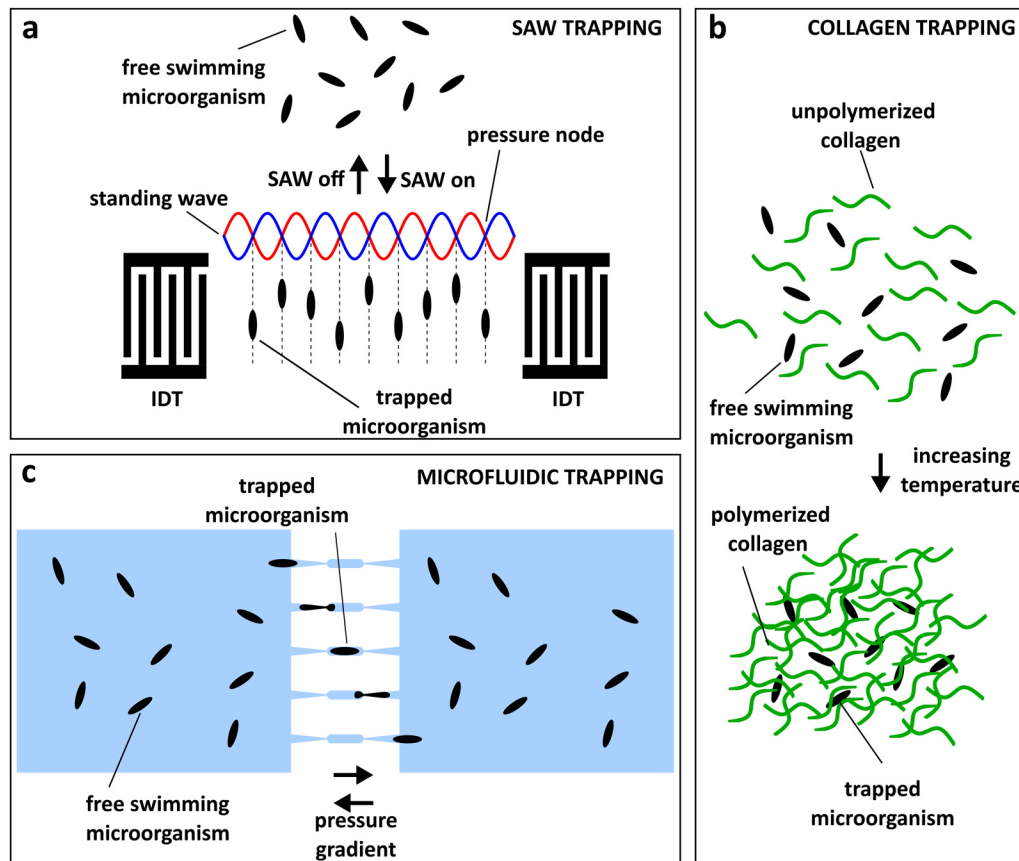 a
SAW TRAPPING
free swimming
microorganism
pressure node
SAW off
SAW on
standing wave
IDT
IDT
trapped
microorganism
b
COLLAGEN TRAPPING
unpolymerized
collagen
free swimming
microorganism
increasing
temperature
polymerized
collagen
trapped
microorganism
c
MICROFLUIDIC TRAPPING
trapped
microorganism
free swimming
microorganism
pressure
gradient